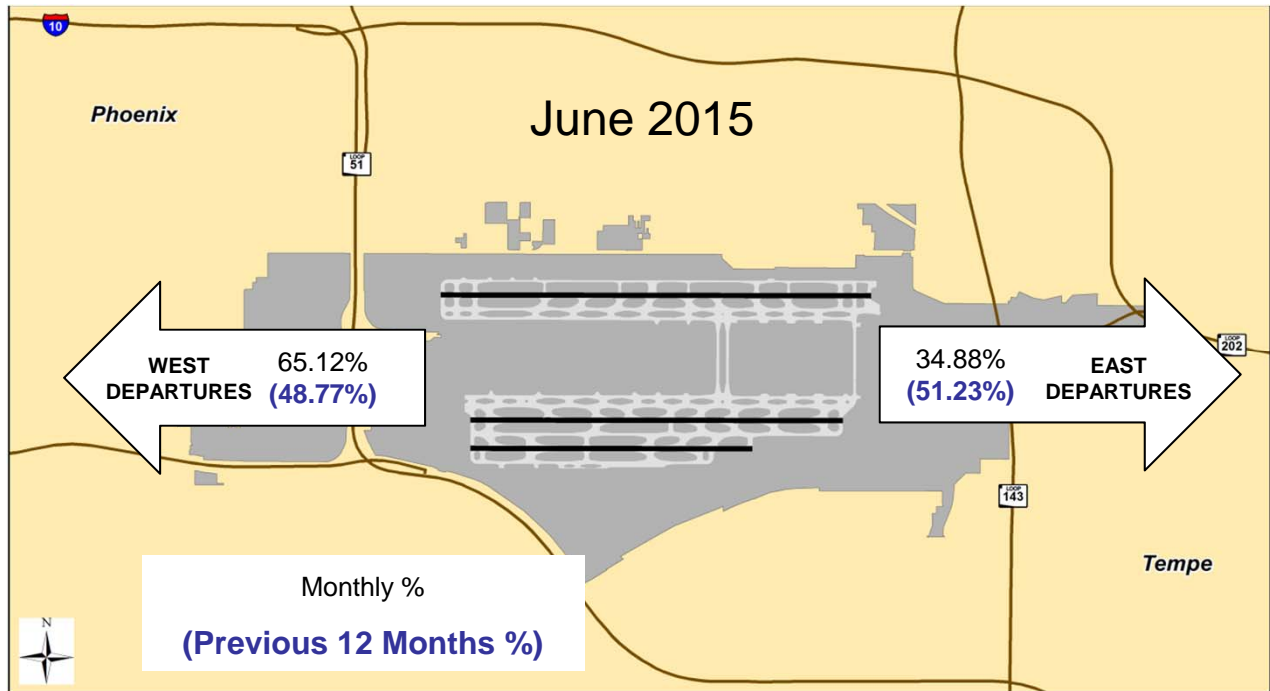 10
Phoenix
June 2015
LOOP
51
WEST
DEPARTURES
65.12%
(48.77%)
34.88%
(51.23%)
EAST
DEPARTURES
202
LOOP
143
Tempe
Monthly %
(Previous 12 Months %)
N